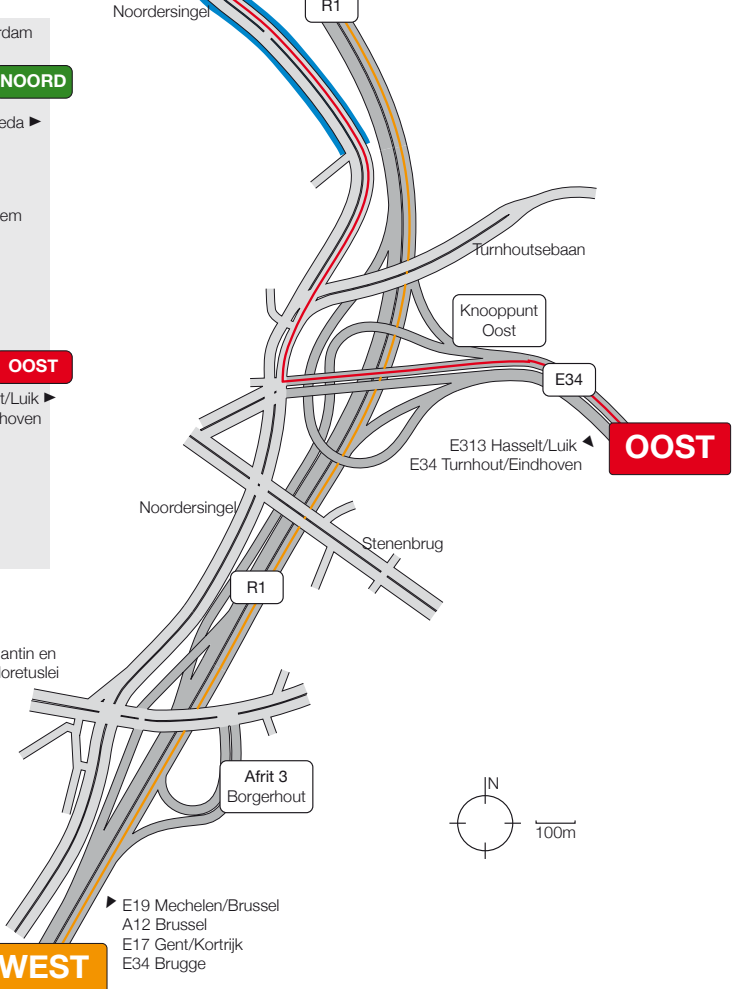 Noordersingel
R1
rdam
NOORD
eda
em
Turnhoutsebaan
Knooppunt
Oost
OOST
E34
t/Luik
hoven
E313 Hasselt/Luik
E34 Turnhout/Eindhoven
OOST
Noordersingel
Stenenbrug
R1
antin en
loretuslei
Afrit 3
Borgerhout
N
100m
E19 Mechelen/Brussel
A12 Brussel
E17 Gent/Kortrijk
E34 Brugge
WEST